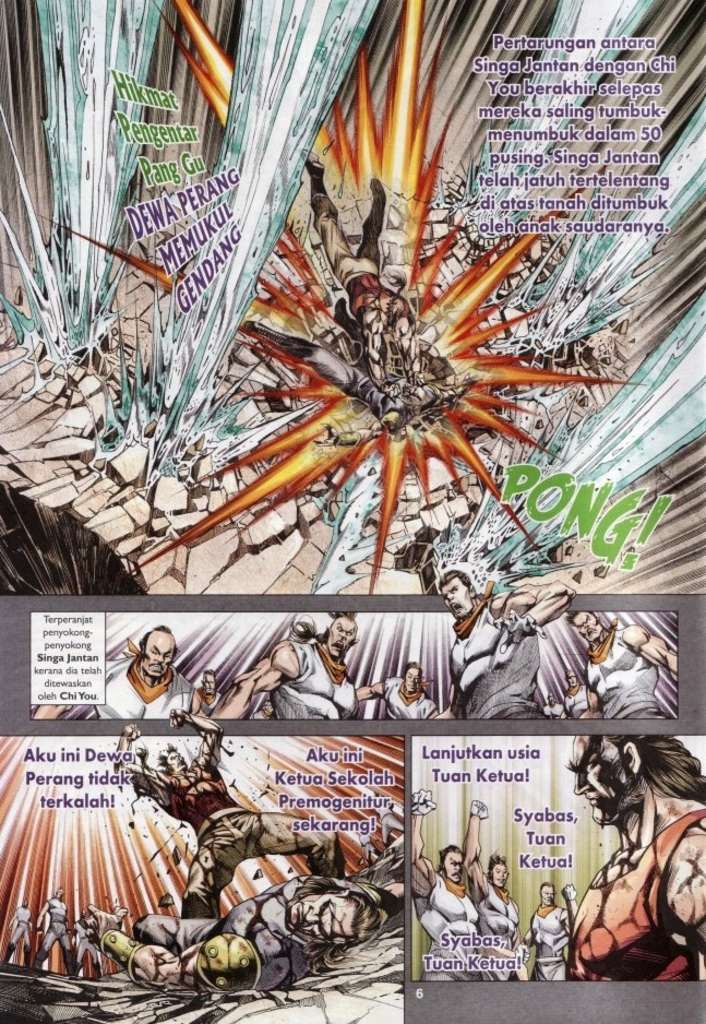 Pertarungan antara
Singa Jantan dengan Chi
You berakhir selepas
mereka saling tumbuk-
menumbuk dalam 50
pusing. Singa Jantan
telah jatuh tertelentang
di atas tanah ditumbuk
oleh anak saudaranya.
Hikmat
Pengentar
Pang Gu
DEWA PERANG
MEMUKUL
GENDANG
PONG!
Terperanjat
penyokong-
penyokong
Singa Jantan
kerana dia telah
ditewaskan
oleh Chi You.
Aku ini Dewa
Perang tidak
terkalah!
Aku ini
Ketua Sekolah
Premogenitur
sekarang!
Lanjutkan usia
Tuan Ketua!
Syabas,
Tuan
Ketua!
Syabas,
Tuan Ketua!
6